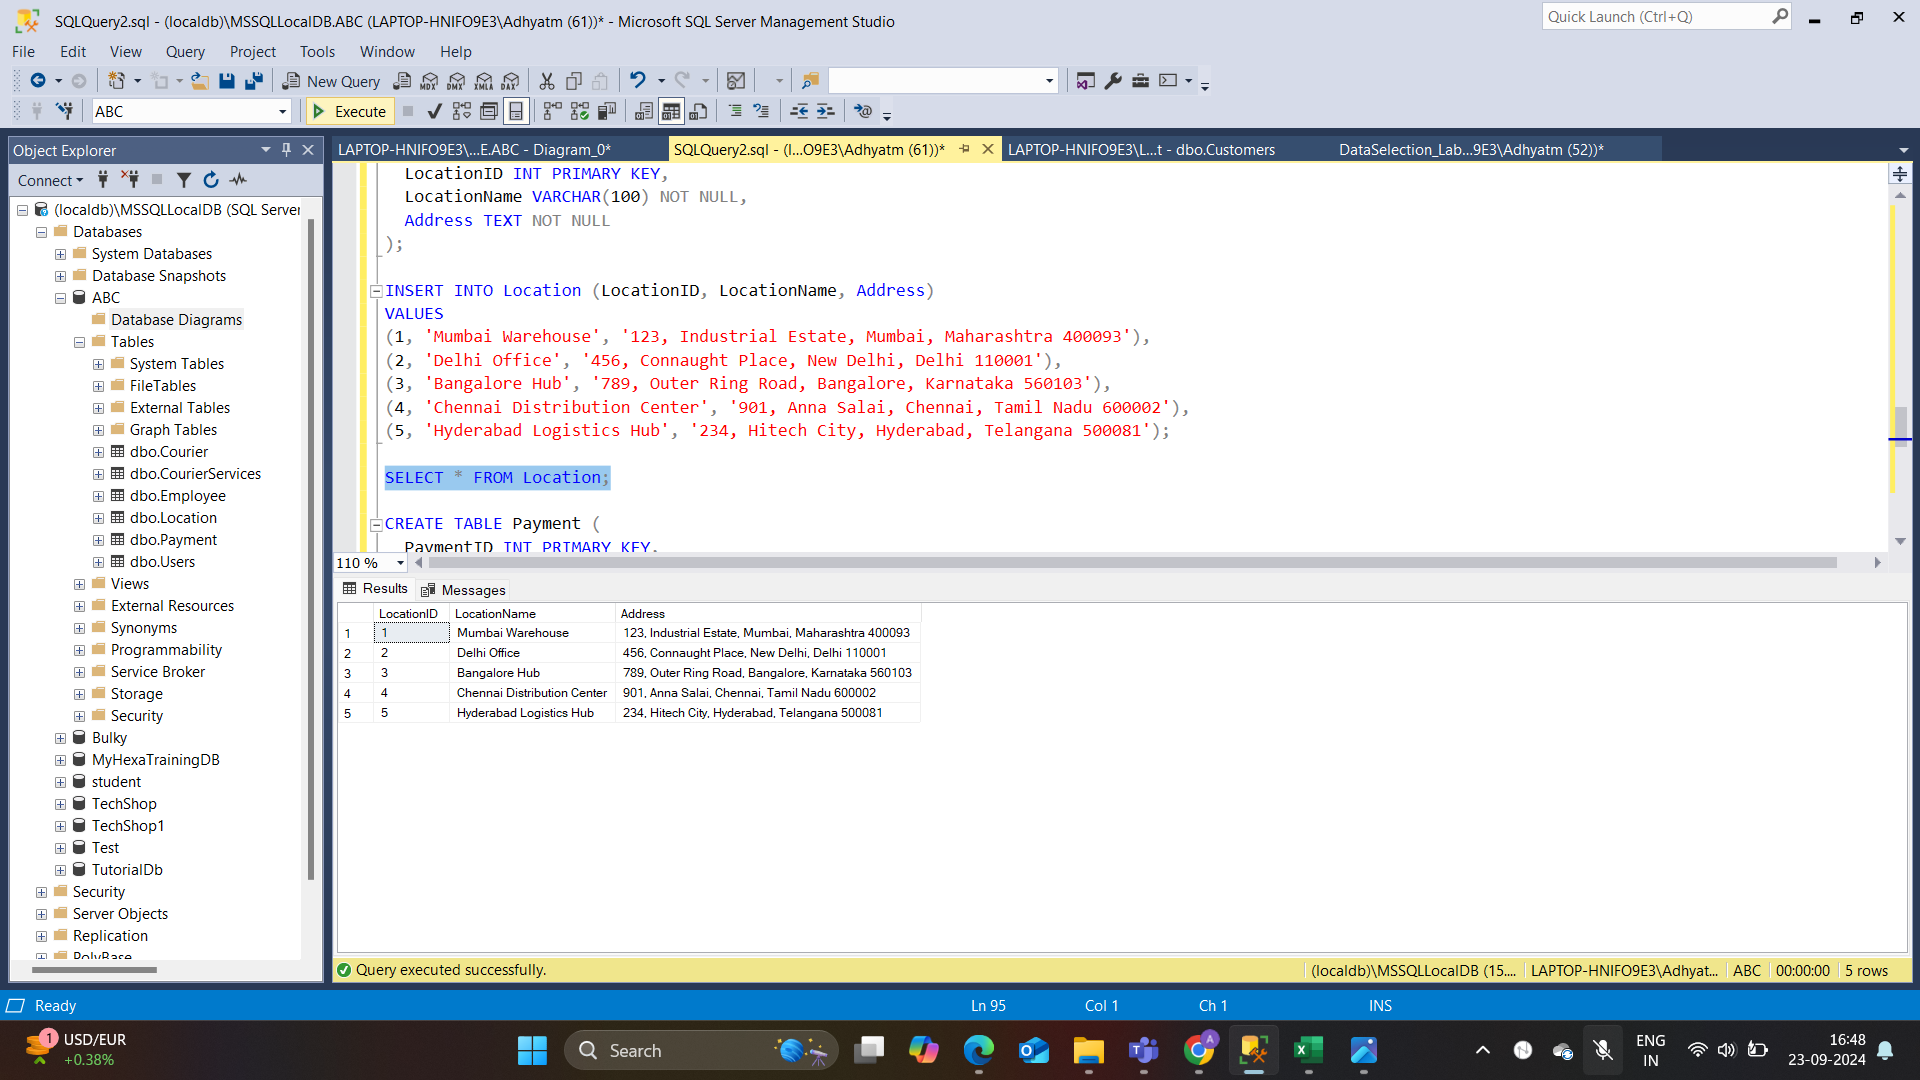 SQLQuery2.sql - (localdb)\MSSQLLocalDB.ABC (LAPTOP-HNIFO9E3\Adhyatm (61))* - Microsoft SQL Server Management Studio
Quick Launch (Ctrl+Q)
File Edit View Query Project Tools Window Help
New Query MDX DMX XMLA DAX
ABC Execute
Object Explorer
LAPTOP-HNIFO9E3\...E.ABC - Diagram_0* SQLQuery2.sql - (l...O9E3\Adhyatm (61))* LAPTOP-HNIFO9E3\L...t - dbo.Customers DataSelection_Lab...9E3\Adhyatm (52))*
Connect
(localdb)\MSSQLLocalDB (SQL Server
Databases
System Databases
Database Snapshots
ABC
Database Diagrams
Tables
System Tables
FileTables
External Tables
Graph Tables
dbo.Courier
dbo.CourierServices
dbo.Employee
dbo.Location
dbo.Payment
dbo.Users
Views
External Resources
Synonyms
Programmability
Service Broker
Storage
Security
Bulky
MyHexaTrainingDB
student
TechShop
TechShop1
Test
TutorialDb
Security
Server Objects
Replication
PolyBase
LocationID INT PRIMARY KEY,
LocationName VARCHAR(100) NOT NULL,
Address TEXT NOT NULL
);
INSERT INTO Location (LocationID, LocationName, Address)
VALUES
(1, 'Mumbai Warehouse', '123, Industrial Estate, Mumbai, Maharashtra 400093'),
(2, 'Delhi Office', '456, Connaught Place, New Delhi, Delhi 110001'),
(3, 'Bangalore Hub', '789, Outer Ring Road, Bangalore, Karnataka 560103'),
(4, 'Chennai Distribution Center', '901, Anna Salai, Chennai, Tamil Nadu 600002'),
(5, 'Hyderabad Logistics Hub', '234, Hitech City, Hyderabad, Telangana 500081');
SELECT * FROM Location;
CREATE TABLE Payment (
PaymentID INT PRIMARY KEY,
110 %
Results Messages
LocationID LocationName Address
1 1 Mumbai Warehouse 123, Industrial Estate, Mumbai, Maharashtra 400093
2 2 Delhi Office 456, Connaught Place, New Delhi, Delhi 110001
3 3 Bangalore Hub 789, Outer Ring Road, Bangalore, Karnataka 560103
4 4 Chennai Distribution Center 901, Anna Salai, Chennai, Tamil Nadu 600002
5 5 Hyderabad Logistics Hub 234, Hitech City, Hyderabad, Telangana 500081
Query executed successfully. (localdb)\MSSQLLocalDB (15.... LAPTOP-HNIFO9E3\Adhyat... ABC 00:00:00 5 rows
Ready Ln 95 Col 1 Ch 1 INS
1 USD/EUR
+0.38%
Search
A
ENG
IN
16:48
23-09-2024